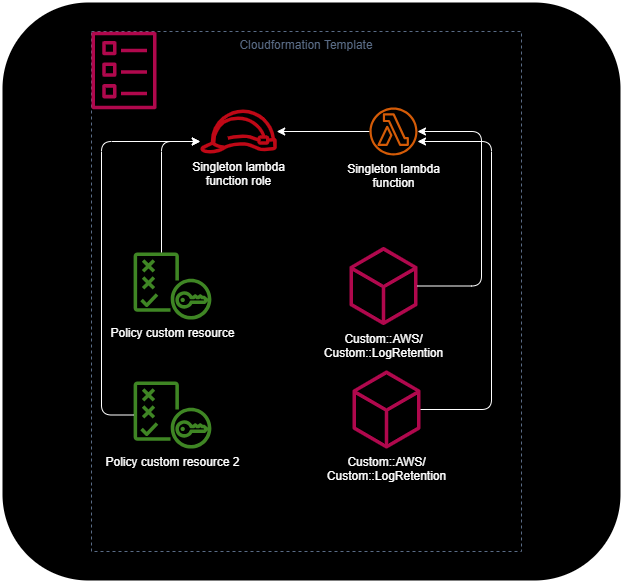 Cloudformation Template
Singleton lambda
function role
Singleton lambda
function
Policy custom resource
Custom::AWS/
Custom::LogRetention
Policy custom resource 2
Custom::AWS/
Custom::LogRetention